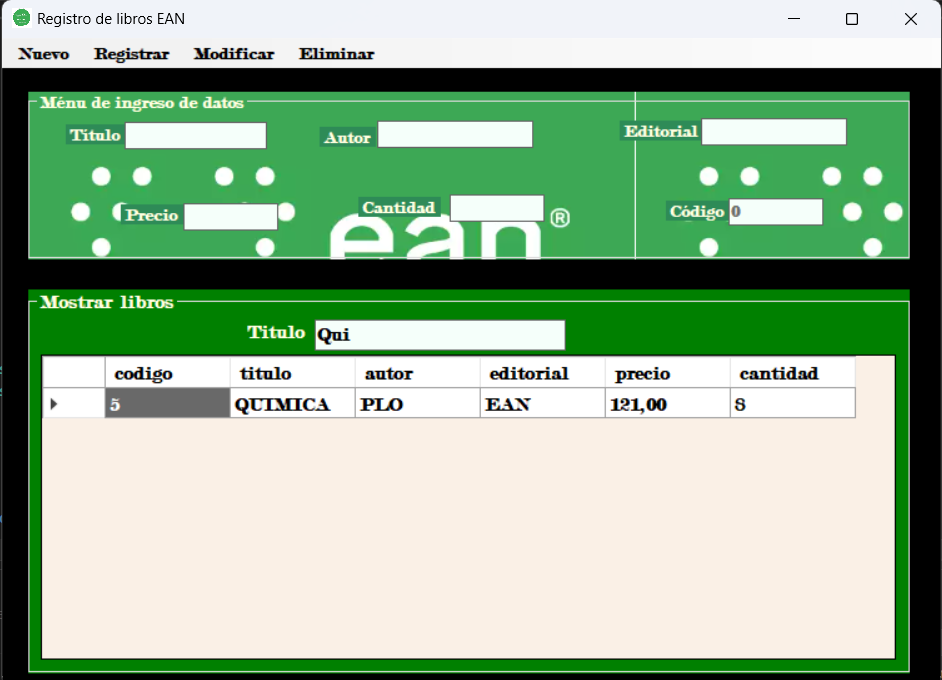 Registro de libros EAN
Nuevo Registrar Modificar Eliminar
Ménu de ingreso de datos
Titulo Autor Editorial
Precio Cantidad Código 0
ean®
Mostrar libros
Titulo Qui
codigo titulo autor editorial precio cantidad
5 QUIMICA PLO EAN 121,00 8